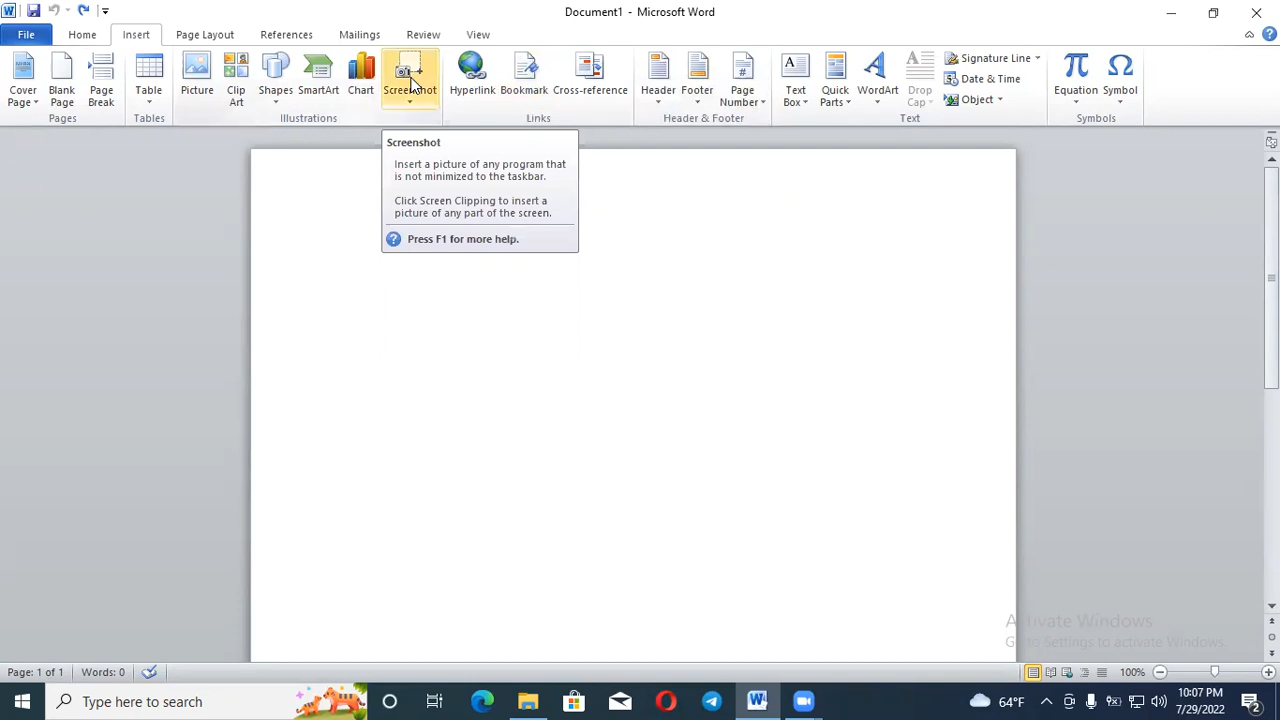 Document1 - Microsoft Word
File Home Insert Page Layout References Mailings Review View
Cover Page
Blank Page
Page Break
Pages
Table
Tables
Picture
Clip Art
Shapes
SmartArt
Chart
Screenshot
Illustrations
Hyperlink
Bookmark
Cross-reference
Links
Header
Footer
Page Number
Header & Footer
Text Box
Quick Parts
WordArt
Drop Cap
Signature Line
Date & Time
Object
Text
Equation
Symbol
Symbols
Screenshot
Insert a picture of any program that
is not minimized to the taskbar.
Click Screen Clipping to insert a
picture of any part of the screen.
Press F1 for more help.
Activate Windows
Go to Settings to activate Windows.
Page: 1 of 1 Words: 0 100%
Type here to search 64°F 10:07 PM
7/29/2022
2